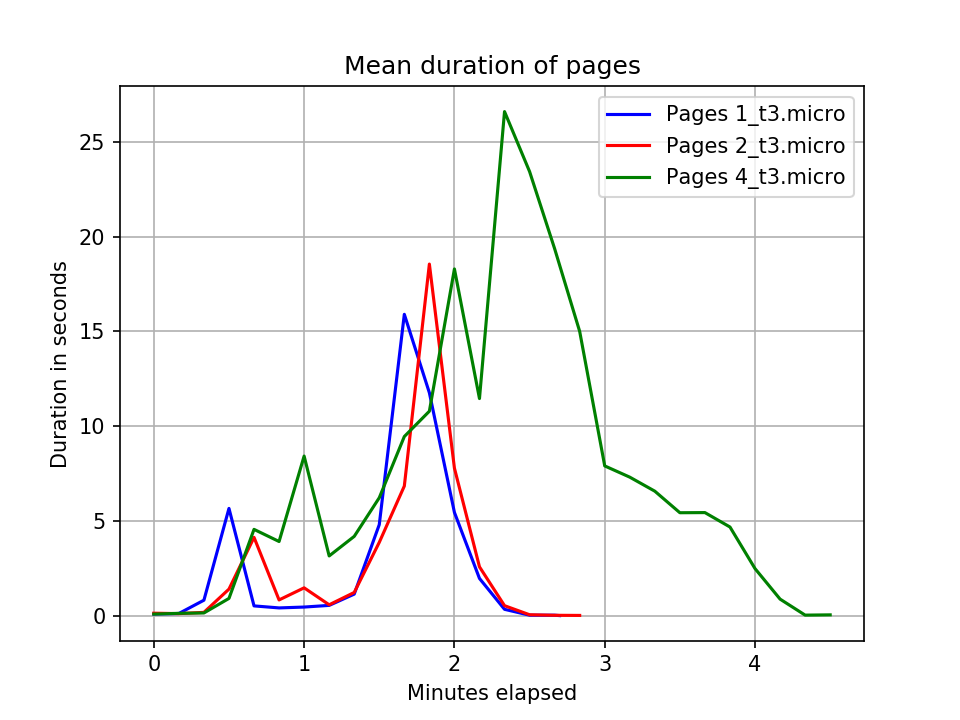 Mean duration of pages
Pages 1_t3.micro
Pages 2_t3.micro
Pages 4_t3.micro
Duration in seconds
25
20
15
10
5
0
0 1 2 3 4
Minutes elapsed